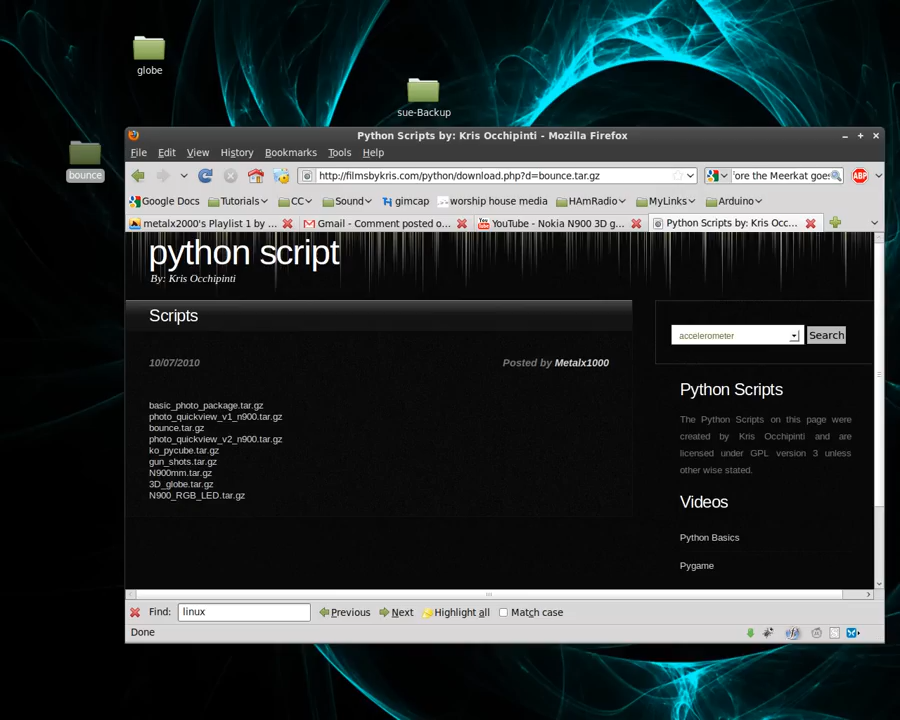 globe
sue-Backup
bounce
Python Scripts by: Kris Occhipinti - Mozilla Firefox
File Edit View History Bookmarks Tools Help
http://filmsbykris.com/python/download.php?d=bounce.tar.gz
'ore the Meerkat goes
ABP
Google Docs Tutorials CC Sound gimcap worship house media HAmRadio MyLinks Arduino
metalx2000's Playlist 1 by ... Gmail - Comment posted o... YouTube - Nokia N900 3D g... Python Scripts by: Kris Occ...
python script
By: Kris Occhipinti
Scripts
10/07/2010 Posted by Metalx1000
basic_photo_package.tar.gz
photo_quickview_v1_n900.tar.gz
bounce.tar.gz
photo_quickview_v2_n900.tar.gz
ko_pycube.tar.gz
gun_shots.tar.gz
N900mm.tar.gz
3D_globe.tar.gz
N900_RGB_LED.tar.gz
accelerometer Search
Python Scripts
The Python Scripts on this page were
created by Kris Occhipinti and are
licensed under GPL version 3 unless
other wise stated.
Videos
Python Basics
Pygame
Find: linux Previous Next Highlight all Match case
Done